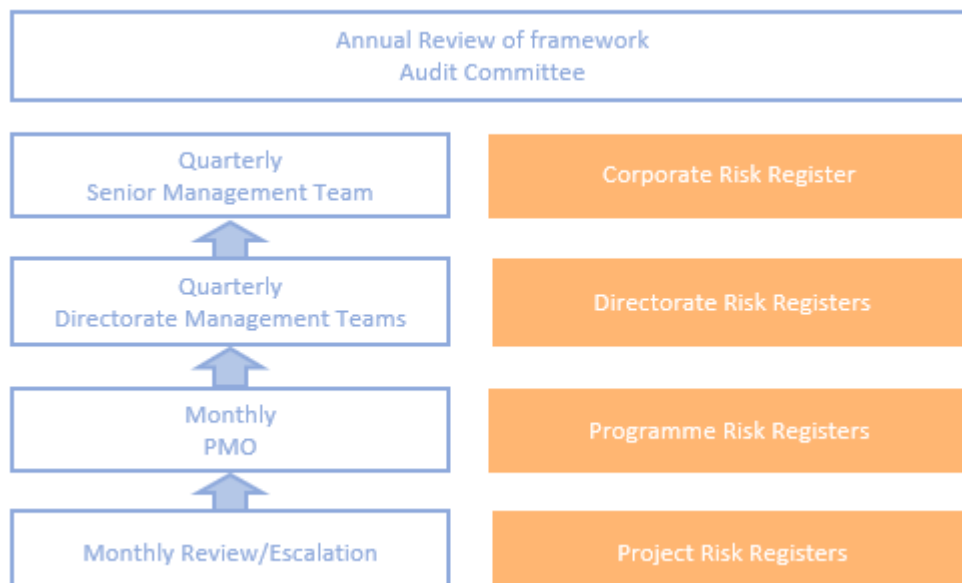 Annual Review of framework
Audit Committee
Quarterly
Senior Management Team
Corporate Risk Register
Quarterly
Directorate Management Teams
Directorate Risk Registers
Monthly
PMO
Programme Risk Registers
Monthly Review/Escalation
Project Risk Registers